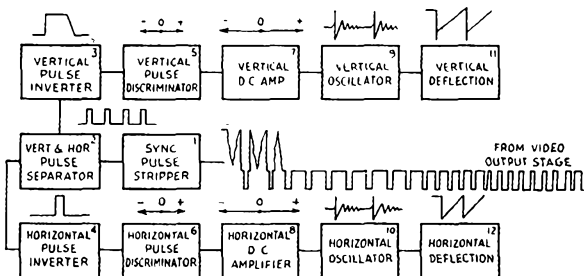 - 0 +
- 0 +
3
VERTICAL
PULSE
INVERTER
5
VERTICAL
PULSE
DISCRIMINATOR
7
VERTICAL
D C AMP
9
VERTICAL
OSCILLATOR
11
VERTICAL
DEFLECTION
2
VERT & HOR
PULSE
SEPARATOR
1
SYNC
PULSE
STRIPPER
FROM VIDEO
OUTPUT STAGE
- 0 +
- 0 +
4
HORIZONTAL
PULSE
INVERTER
6
HORIZONTAL
PULSE
DISCRIMINATOR
8
HORIZONTAL
D C
AMPLIFIER
10
HORIZONTAL
OSCILLATOR
12
HORIZONTAL
DEFLECTION